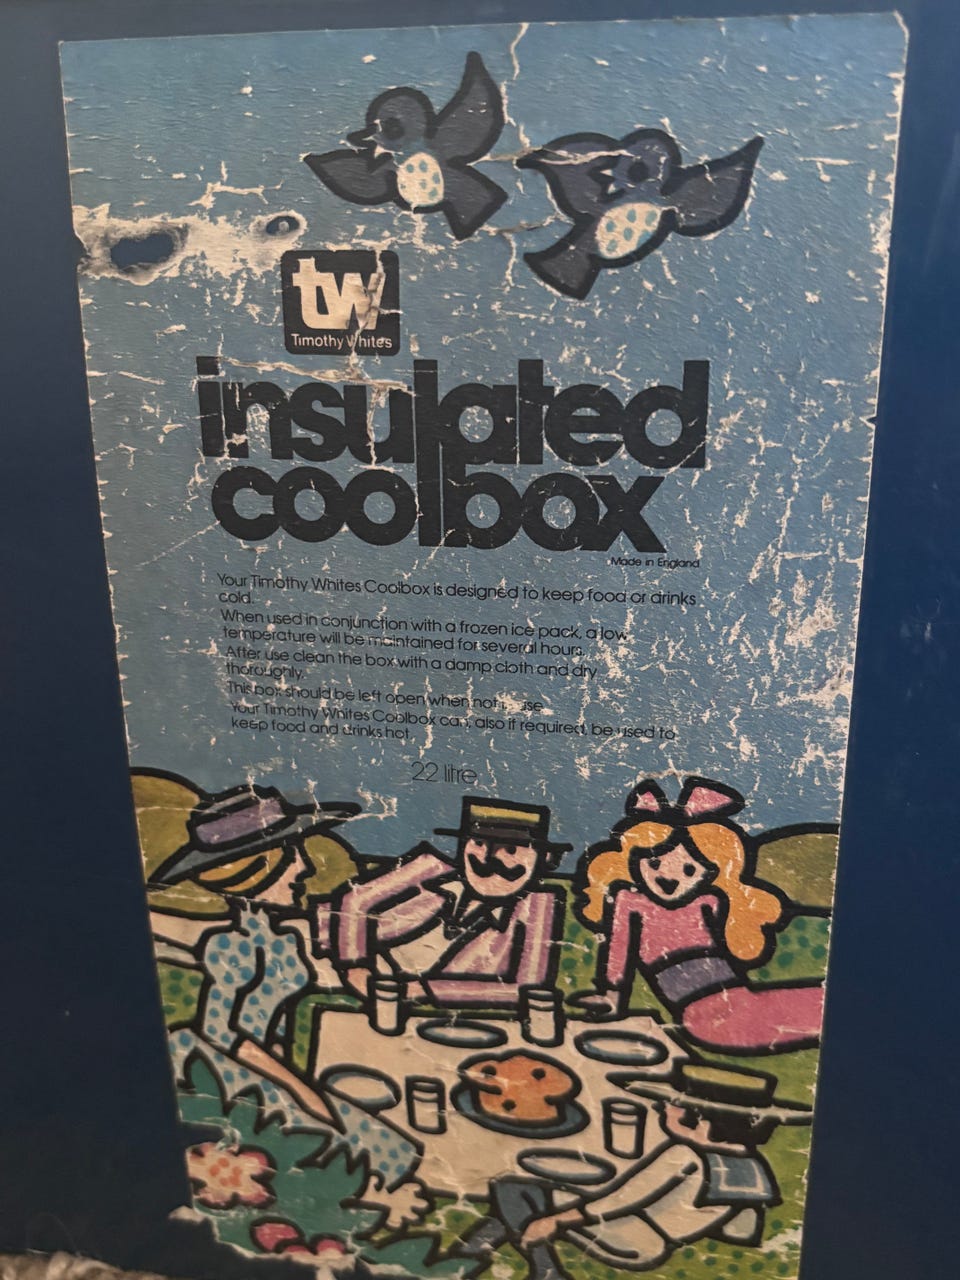 tw
Timothy Whites
insulated
coolbox
Made in England
Your Timothy Whites Coolbox is designed to keep food or drinks
cold.
When used in conjunction with a frozen ice pack, a low
temperature will be maintained for several hours.
After use clean the box with a damp cloth and dry
thoroughly.
This box should be left open when not use
Your Timothy Whites Coolbox can, also if required, be used to
keep food and drinks hot
22 litre